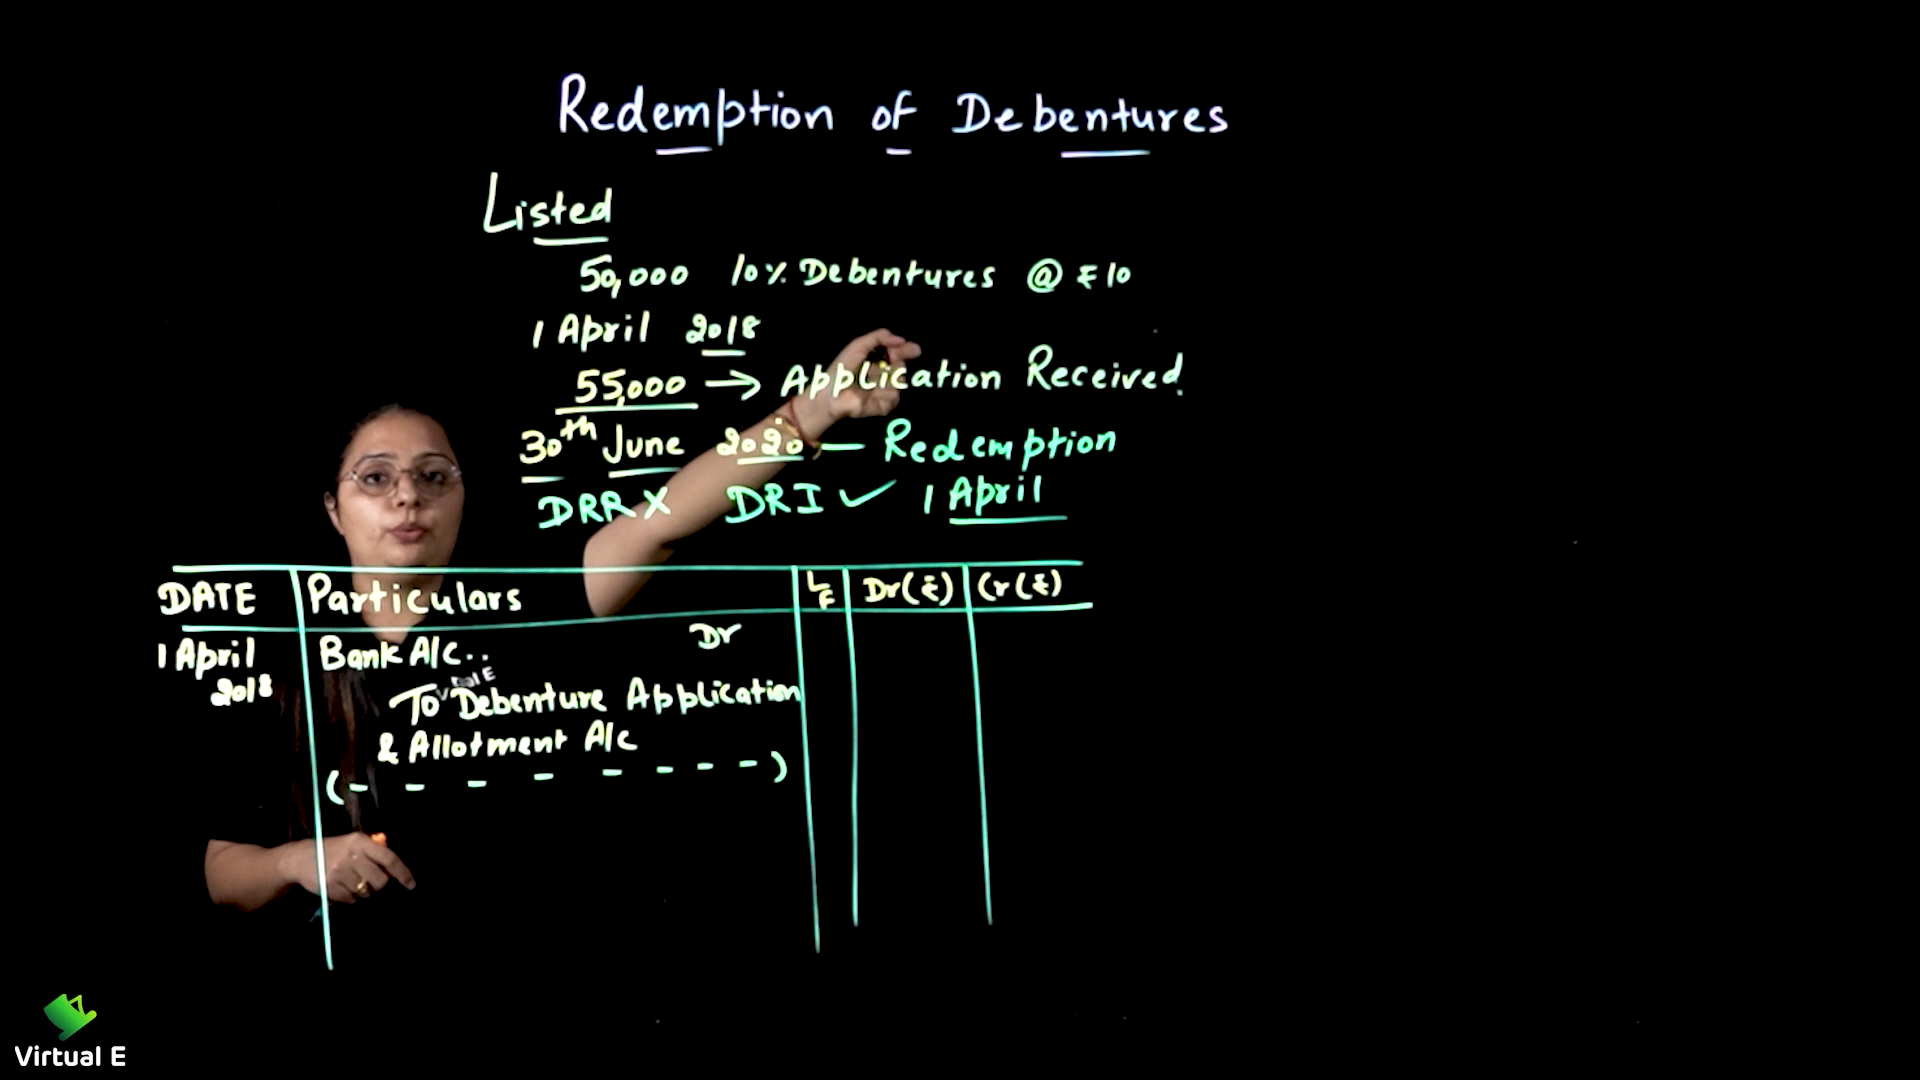 Redemption of Debentures
Listed
50,000 10% Debentures @ ₹10
1 April 2018
55,000 → Application Received.
30th June 2020 — Redemption
DRR X DRI ✓ 1 April
DATE Particulars LF Dr(₹) Cr(₹)
1 April 2018 Bank A/c.. Dr
To Debenture Application
& Allotment A/c
(- - - - - - - -)
Virtual E
Virtual E